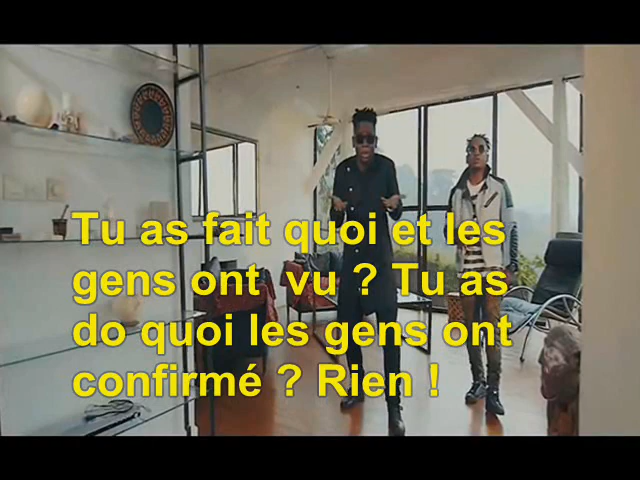 Tu as fait quoi et les
gens ont  vu ? Tu as
do quoi les gens ont
confirmé ? Rien !